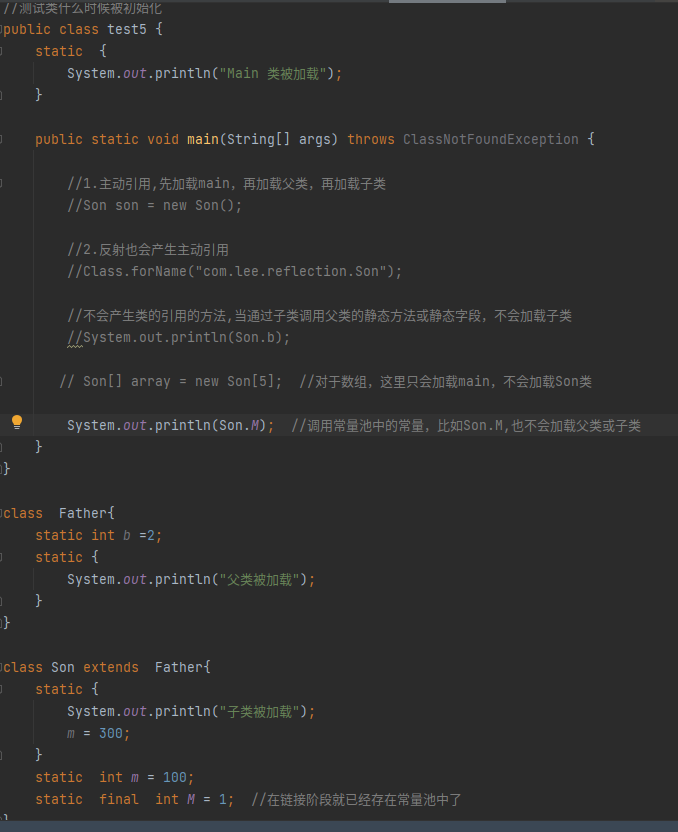 //测试类什么时候被初始化
public class test5 {
    static  {
        System.out.println("Main 类被加载");
    }

    public static void main(String[] args) throws ClassNotFoundException {

        //1.主动引用,先加载main，再加载父类，再加载子类
        //Son son = new Son();

        //2.反射也会产生主动引用
        //Class.forName("com.lee.reflection.Son");

        //不会产生类的引用的方法,当通过子类调用父类的静态方法或静态字段，不会加载子类
        //System.out.println(Son.b);

       // Son[] array = new Son[5];  //对于数组，这里只会加载main，不会加载Son类

        System.out.println(Son.M);  //调用常量池中的常量，比如Son.M,也不会加载父类或子类
    }
}

class  Father{
    static int b =2;
    static {
        System.out.println("父类被加载");
    }
}

class Son extends  Father{
    static {
        System.out.println("子类被加载");
        m = 300;
    }
    static  int m = 100;
    static  final  int M = 1;  //在链接阶段就已经存在常量池中了
}